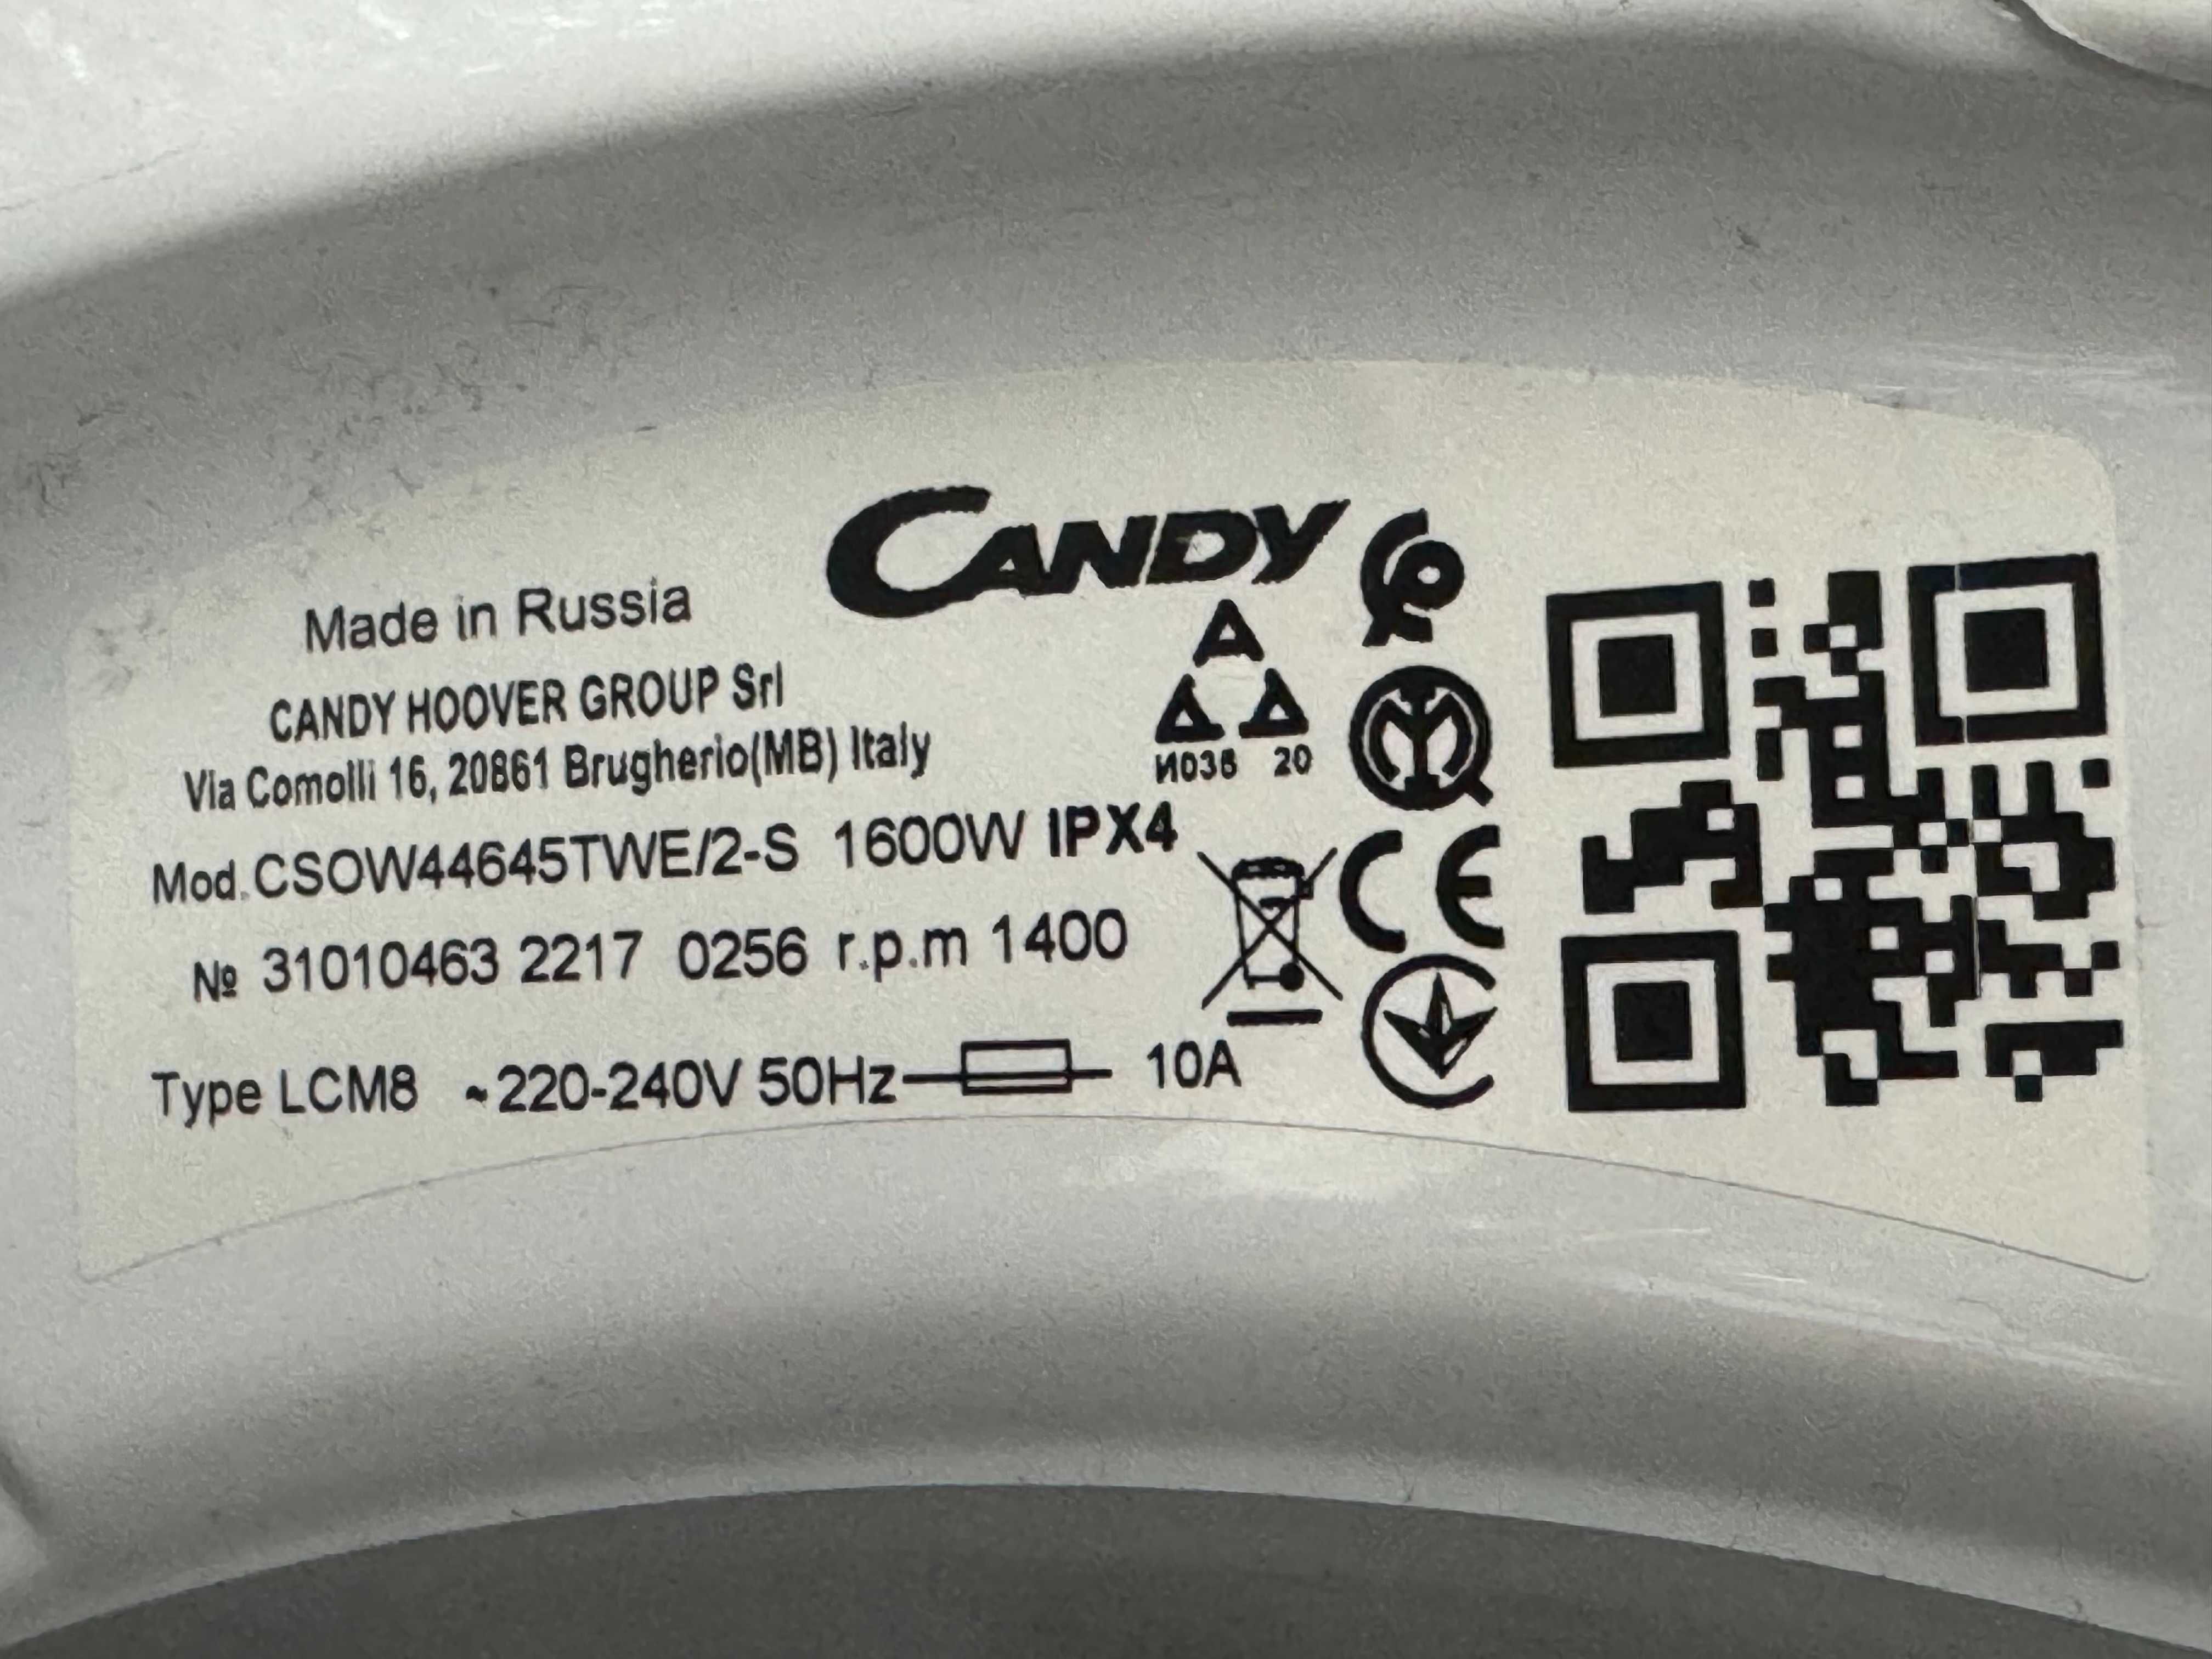 CANDY
Made in Russia
CANDY HOOVER GROUP Srl
Via Comolli 16, 20861 Brugherio(MB) Italy
И036 20
Mod. CSOW44645TWE/2-S 1600W IPX4
№ 31010463 2217 0256 r.p.m 1400
Type LCM8 ~220-240V 50Hz 10A
CE